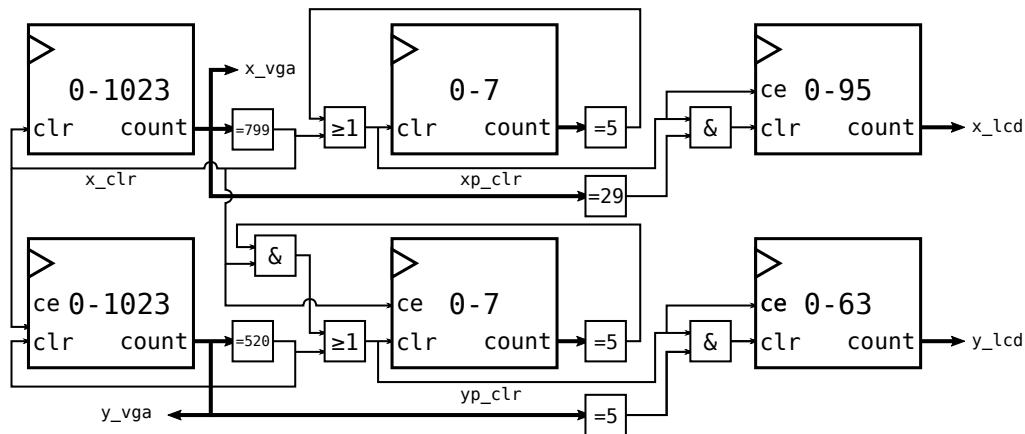 x_vga
0-1023
0-7
ce 0-95
clr count
=799
≥1
clr count
=5
&
clr count
x_lcd
x_clr
xp_clr
=29
&
ce 0-1023
ce 0-7
ce 0-63
clr count
=520
≥1
clr count
=5
&
clr count
y_lcd
yp_clr
y_vga
=5